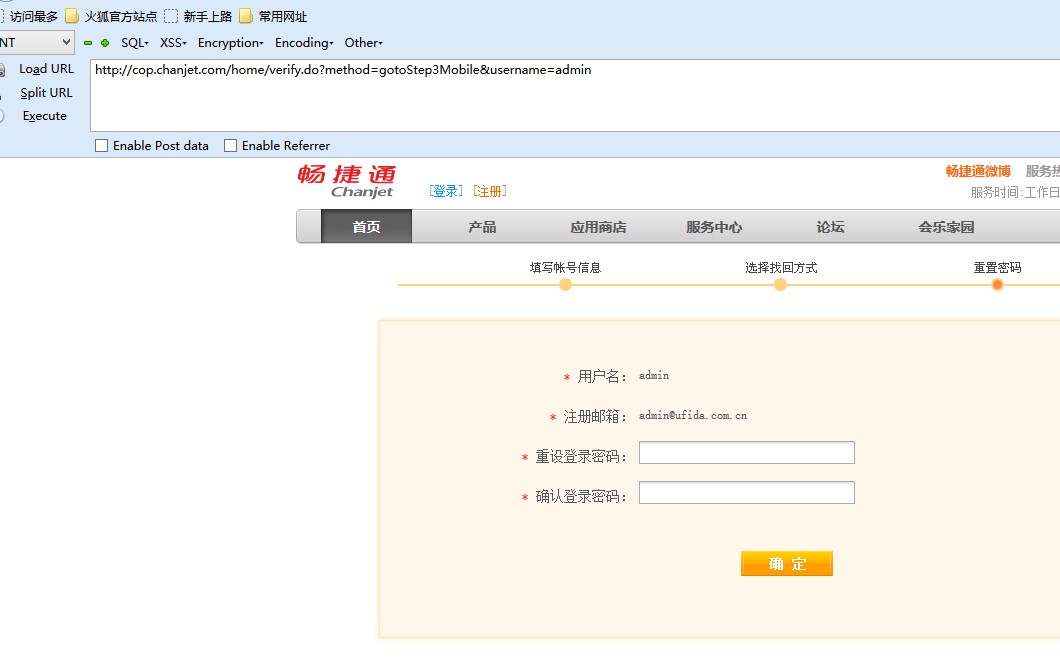 访问最多 火狐官方站点 新手上路 常用网址
NT SQL- XSS- Encryption- Encoding- Other-
Load URL http://cop.chanjet.com/home/verify.do?method=gotoStep3Mobile&username=admin
Split URL
Execute
Enable Post data Enable Referrer
畅捷通
Chanjet
[登录] [注册]
畅捷通微博 服务热
服务时间:工作日
首页 产品 应用商店 服务中心 论坛 会乐家园
填写帐号信息 选择找回方式 重置密码
* 用户名: admin
* 注册邮箱: admin@ufida.com.cn
* 重设登录密码:
* 确认登录密码:
确 定